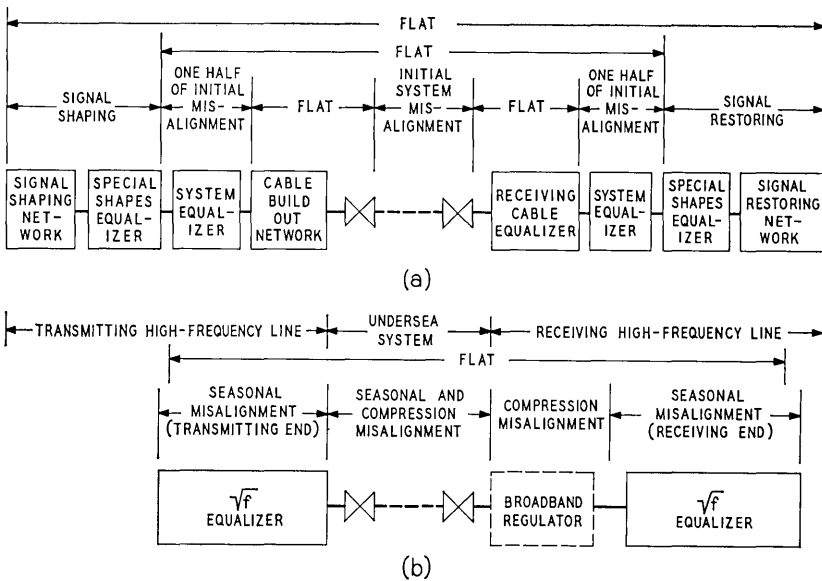 FLAT
FLAT
SIGNAL
SHAPING
ONE HALF
OF INITIAL
MIS-
ALIGNMENT
FLAT
INITIAL
SYSTEM
MIS-
ALIGNMENT
FLAT
ONE HALF
OF INITIAL
MIS-
ALIGNMENT
SIGNAL
RESTORING
SIGNAL
SHAPING
NET-
WORK
SPECIAL
SHAPES
EQUAL-
IZER
SYSTEM
EQUAL-
IZER
CABLE
BUILD
OUT
NETWORK
RECEIVING
CABLE
EQUALIZER
SYSTEM
EQUAL-
IZER
SPECIAL
SHAPES
EQUAL-
IZER
SIGNAL
RESTORING
NET-
WORK
(a)
TRANSMITTING HIGH-FREQUENCY LINE
UNDERSEA
SYSTEM
RECEIVING HIGH-FREQUENCY LINE
FLAT
SEASONAL
MISALIGNMENT
(TRANSMITTING END)
SEASONAL AND
COMPRESSION
MISALIGNMENT
COMPRESSION
MISALIGNMENT
SEASONAL
MISALIGNMENT
(RECEIVING END)
√f
EQUALIZER
BROADBAND
REGULATOR
√f
EQUALIZER
(b)